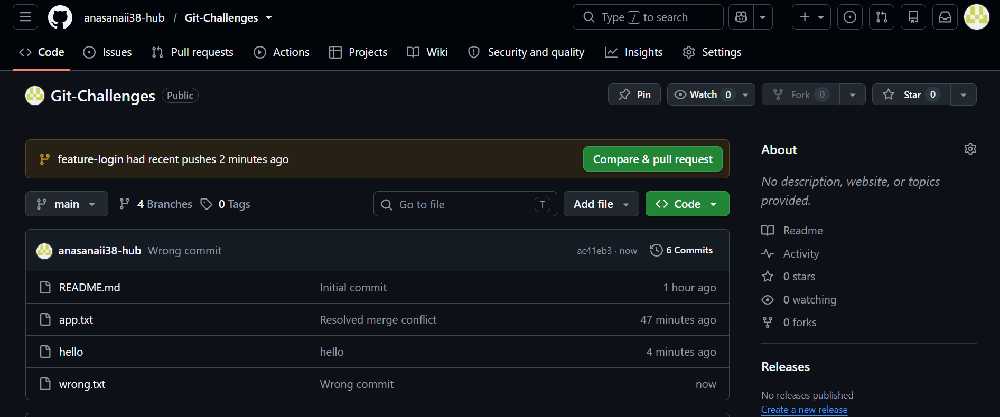 anasanaii38-hub / Git-Challenges
Type / to search
Code Issues Pull requests Actions Projects Wiki Security and quality Insights Settings
Git-Challenges Public
Pin Watch 0 Fork 0 Star 0
feature-login had recent pushes 2 minutes ago
Compare & pull request
main 4 Branches 0 Tags
Go to file T
Add file
Code
anasanaii38-hub Wrong commit ac41eb3 · now 6 Commits
README.md Initial commit 1 hour ago
app.txt Resolved merge conflict 47 minutes ago
hello hello 4 minutes ago
wrong.txt Wrong commit now
About
No description, website, or topics
provided.
Readme
Activity
0 stars
0 watching
0 forks
Releases
No releases published
Create a new release